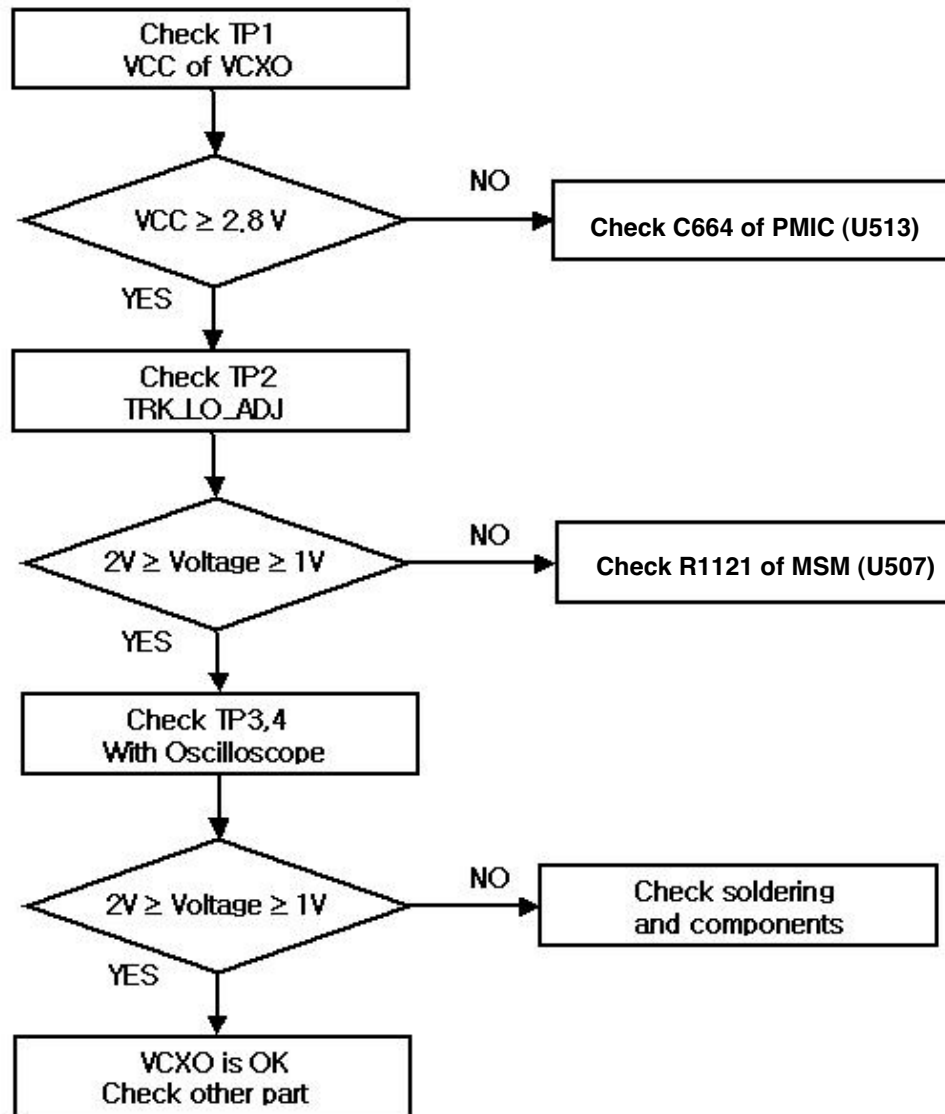 Check TP1
VCC of VCXO
VCC ≥ 2,8 V
NO
Check C664 of PMIC (U513)
YES
Check TP2
TRK_LO_ADJ
2V ≥ Voltage ≥ 1V
NO
Check R1121 of MSM (U507)
YES
Check TP3,4
With Oscilloscope
2V ≥ Voltage ≥ 1V
NO
Check soldering
and components
YES
VCXO is OK
Check other part